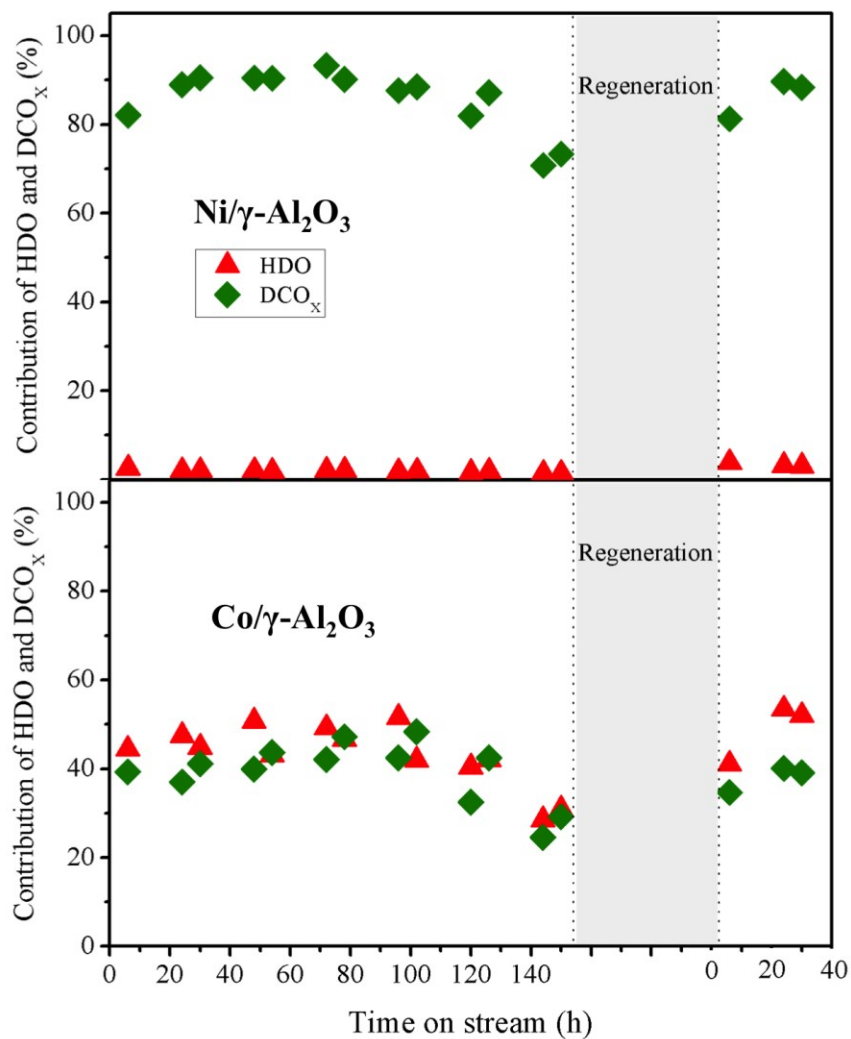 Contribution of HDO and DCOₓ (%)
100
80
60
40
20
Ni/γ-Al₂O₃
HDO
DCOₓ
Regeneration
Contribution of HDO and DCOₓ (%)
100
80
60
40
20
0
Co/γ-Al₂O₃
Regeneration
0 20 40 60 80 100 120 140 0 20 40
Time on stream (h)